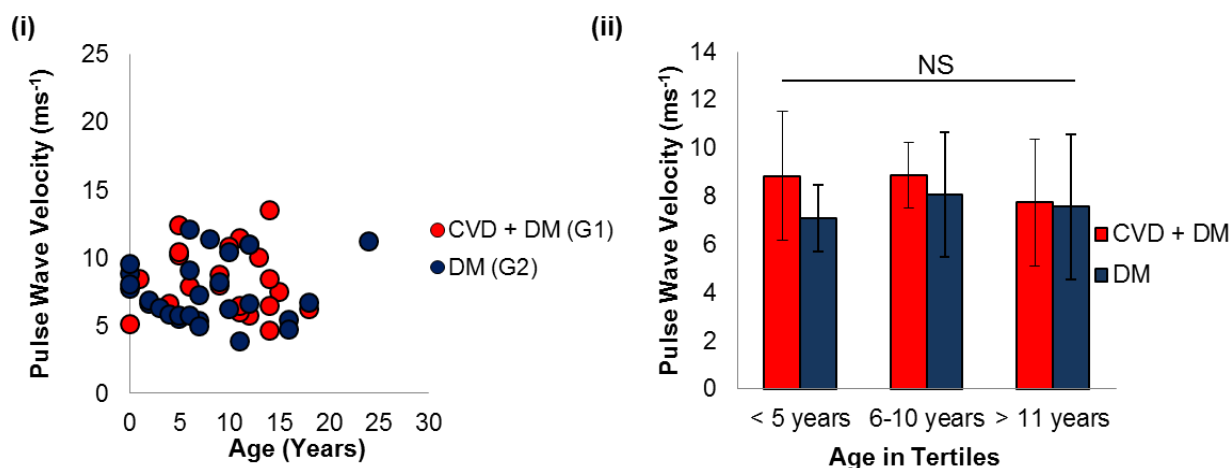 (i)
Pulse Wave Velocity (ms⁻¹)
25
20
15
10
5
0
0 5 10 15 20 25 30
Age (Years)
CVD + DM (G1)
DM (G2)
(ii)
Pulse Wave Velocity (ms⁻¹)
14
12
10
8
6
4
2
0
NS
< 5 years 6-10 years > 11 years
Age in Tertiles
CVD + DM
DM